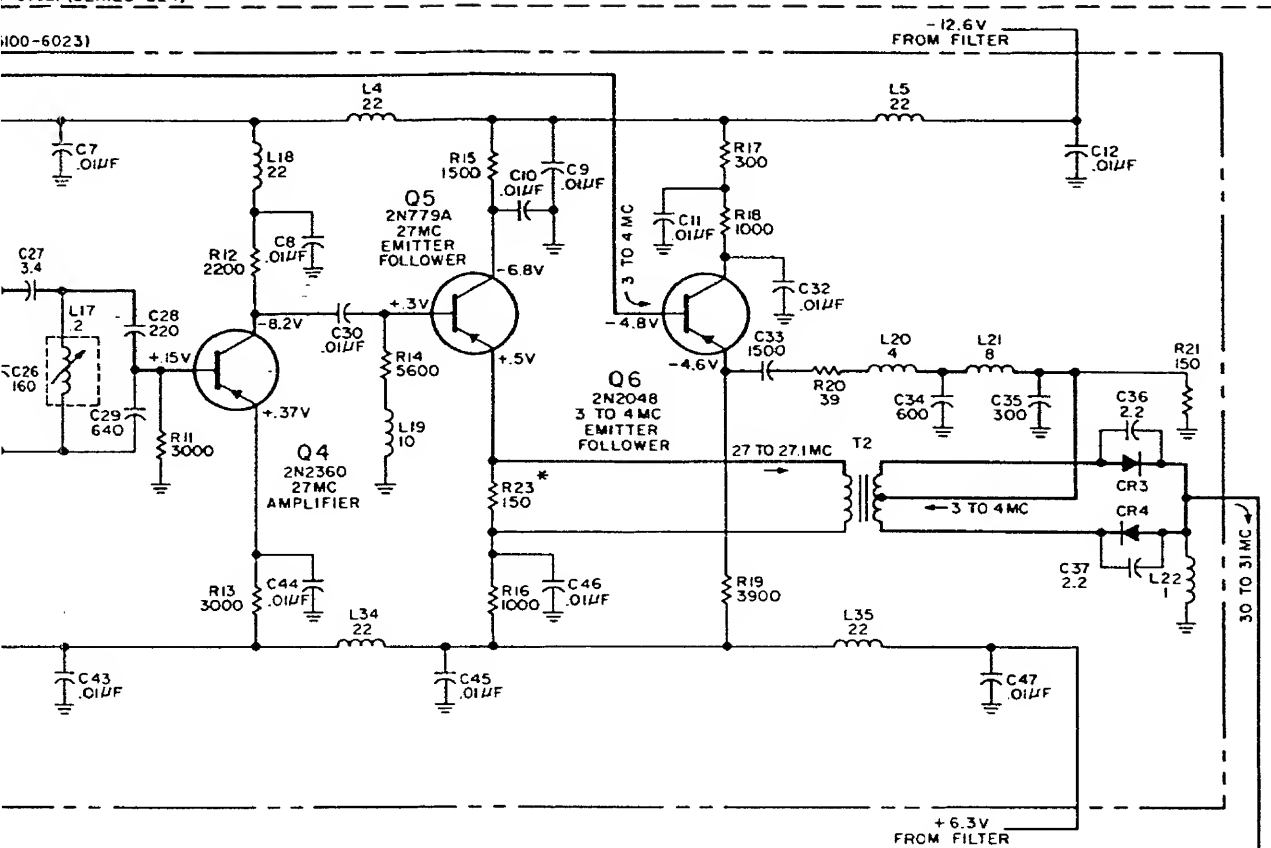 6100-6023)
-12.6V
FROM FILTER
L4
22
L5
22
C7
.01µF
L18
22
R15
1500
C10
.01µF
C9
.01µF
R17
300
C12
.01µF
Q5
2N779A
27MC
EMITTER
FOLLOWER
3 TO 4 MC
C11
.01µF
R18
1000
R12
2200
C8
.01µF
C27
3.4
-6.8V
C32
.01µF
L17
.2
C28
220
-8.2V
C30
.01µF
+.3V
-4.8V
C33
1500
L20
4
L21
8
+.15V
R14
5600
+.5V
-4.6V
R21
150
C26
160
Q6
2N2048
3 TO 4 MC
EMITTER
FOLLOWER
R20
39
C34
600
C35
300
C36
2.2
C29
640
+.37V
R11
3000
L19
10
Q4
2N2360
27MC
AMPLIFIER
27 TO 27.1MC
T2
R23 *
150
CR3
3 TO 4MC
CR4
R13
3000
C44
.01µF
R16
1000
C46
.01µF
R19
3900
C37
2.2
L22
1
30 TO 31 MC
L34
22
L35
22
C43
.01µF
C45
.01µF
C47
.01µF
+6.3V
FROM FILTER